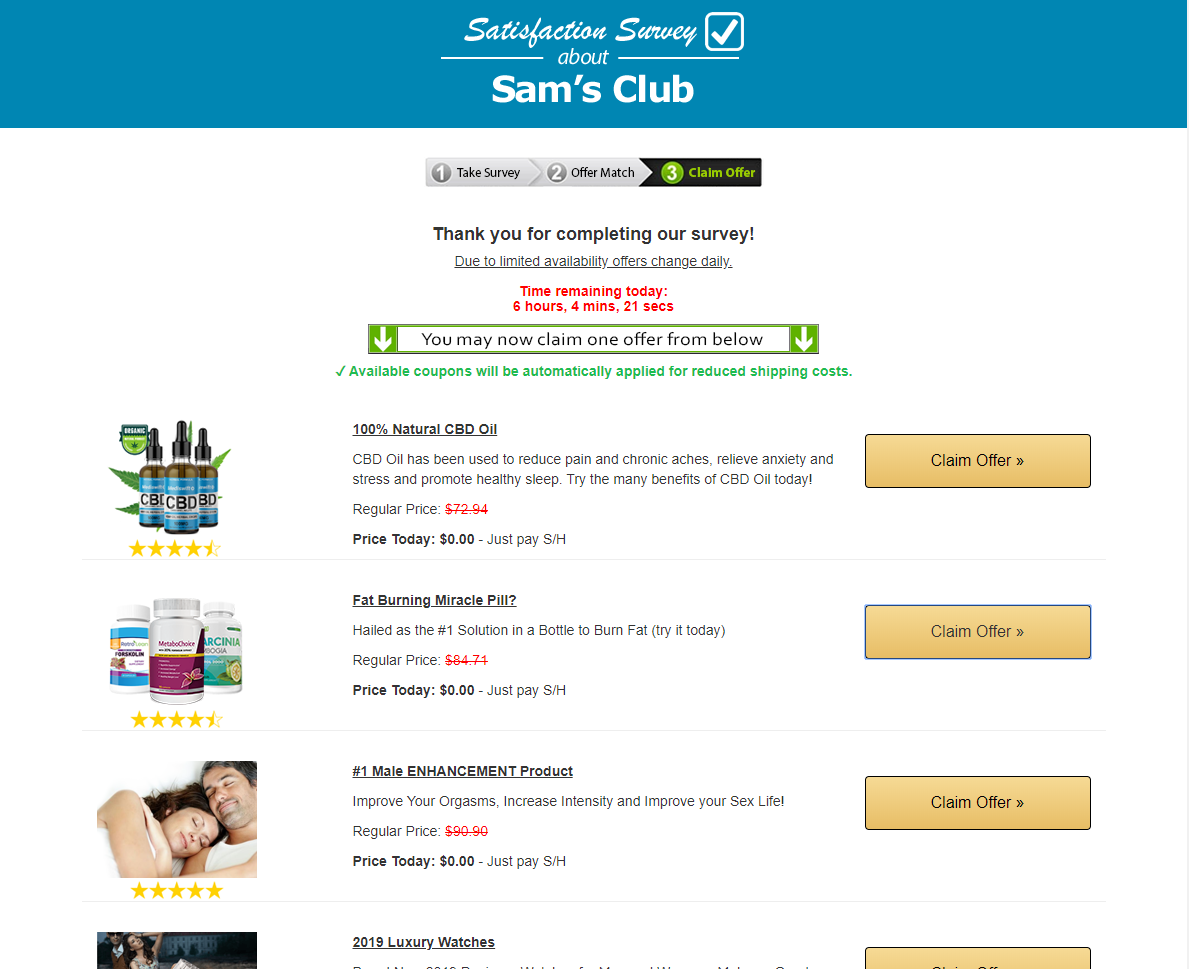 Satisfaction Survey
about
Sam's Club
1 Take Survey 2 Offer Match 3 Claim Offer
Thank you for completing our survey!
Due to limited availability offers change daily.
Time remaining today:
6 hours, 4 mins, 21 secs
You may now claim one offer from below
✓ Available coupons will be automatically applied for reduced shipping costs.
ORGANIC
CBD CBD CBD
100% Natural CBD Oil
CBD Oil has been used to reduce pain and chronic aches, relieve anxiety and
stress and promote healthy sleep. Try the many benefits of CBD Oil today!
Regular Price: $72.94
Price Today: $0.00 - Just pay S/H
Claim Offer »
FORSKOLIN
MetaboChoice
Fat Burning Miracle Pill?
Hailed as the #1 Solution in a Bottle to Burn Fat (try it today)
Regular Price: $84.71
Price Today: $0.00 - Just pay S/H
Claim Offer »
#1 Male ENHANCEMENT Product
Improve Your Orgasms, Increase Intensity and Improve your Sex Life!
Regular Price: $90.90
Price Today: $0.00 - Just pay S/H
Claim Offer »
2019 Luxury Watches